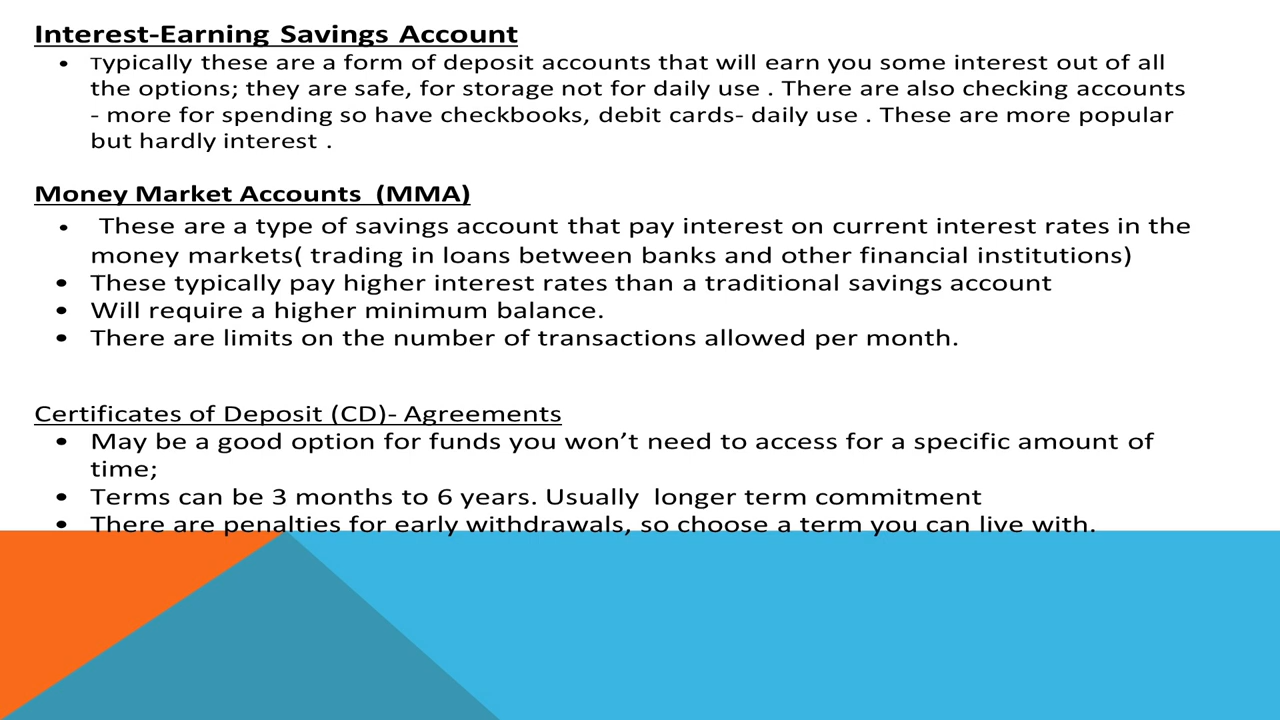 Interest-Earning Savings Account
• Typically these are a form of deposit accounts that will earn you some interest out of all
the options; they are safe, for storage not for daily use . There are also checking accounts
- more for spending so have checkbooks, debit cards- daily use . These are more popular
but hardly interest .
Money Market Accounts  (MMA)
•  These are a type of savings account that pay interest on current interest rates in the
money markets( trading in loans between banks and other financial institutions)
• These typically pay higher interest rates than a traditional savings account
• Will require a higher minimum balance.
• There are limits on the number of transactions allowed per month.
Certificates of Deposit (CD)- Agreements
• May be a good option for funds you won’t need to access for a specific amount of
time;
• Terms can be 3 months to 6 years. Usually  longer term commitment
• There are penalties for early withdrawals, so choose a term you can live with.